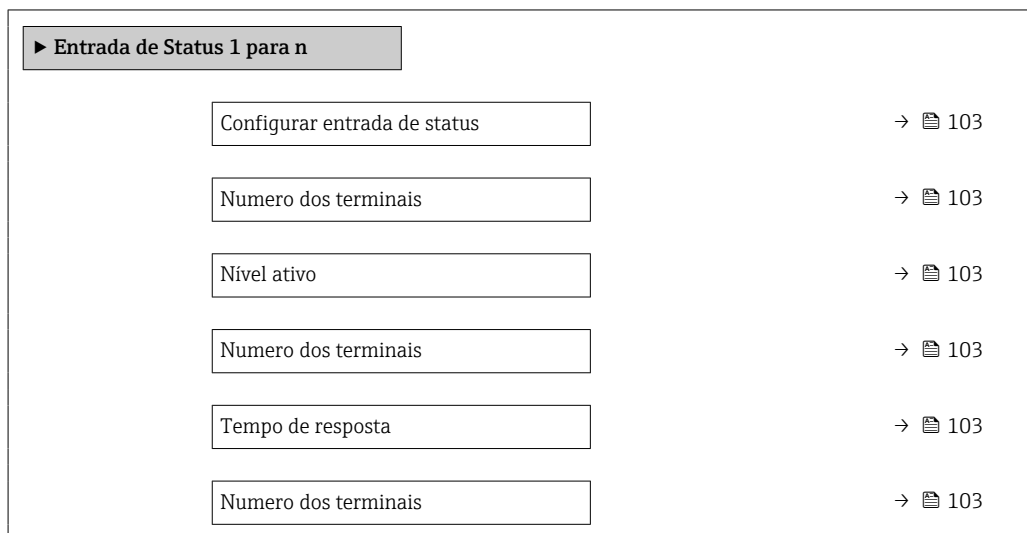 ▶ Entrada de Status 1 para n
Configurar entrada de status → 103
Numero dos terminais → 103
Nível ativo → 103
Numero dos terminais → 103
Tempo de resposta → 103
Numero dos terminais → 103